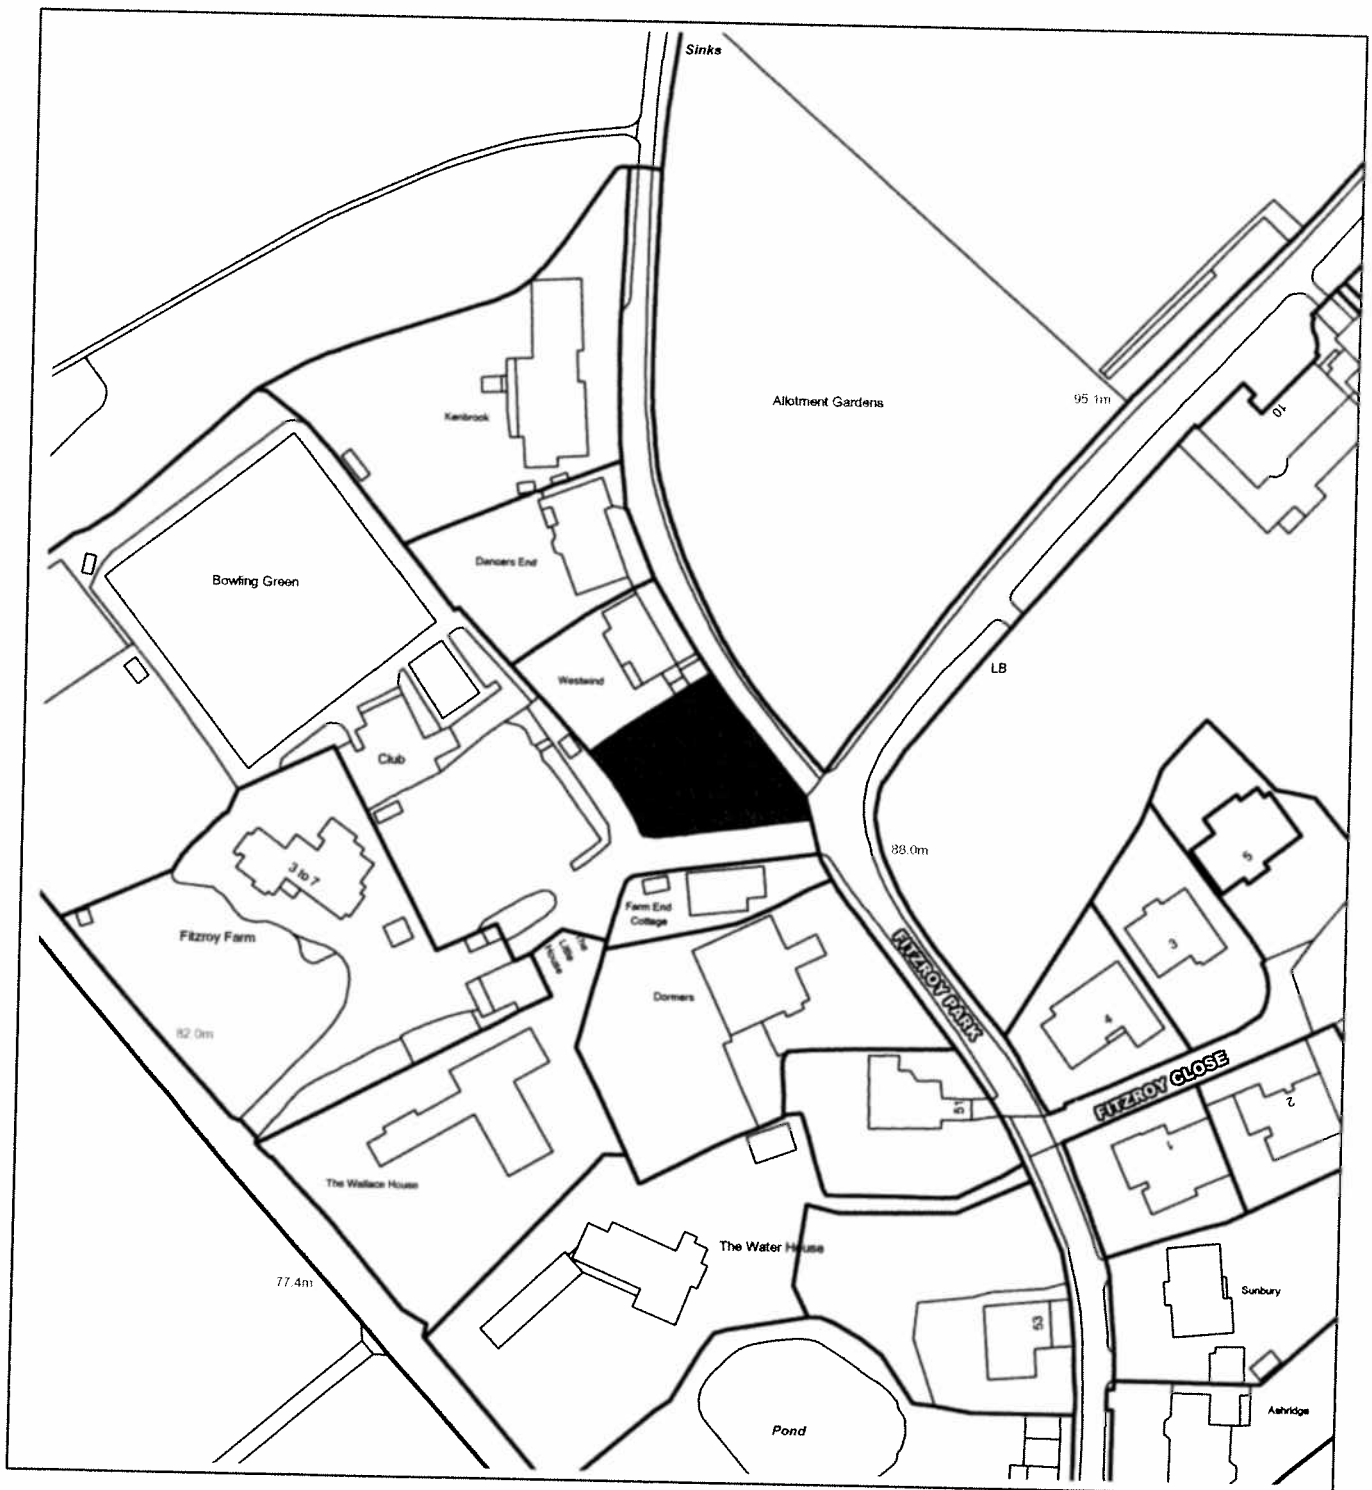 Sinks
Allotment Gardens
95.1m
10
Kenbrook
Dancers End
Bowling Green
LB
Westwind
Club
5
88.0m
3 to 7
Farm End
Cottage
Fitzroy Farm
The
Little
House
3
FITZROY PARK
Dormers
4
82.0m
FITZROY CLOSE
51
2
1
The Wallace House
The Water House
77.4m
Sunbury
53
Ashridge
Pond